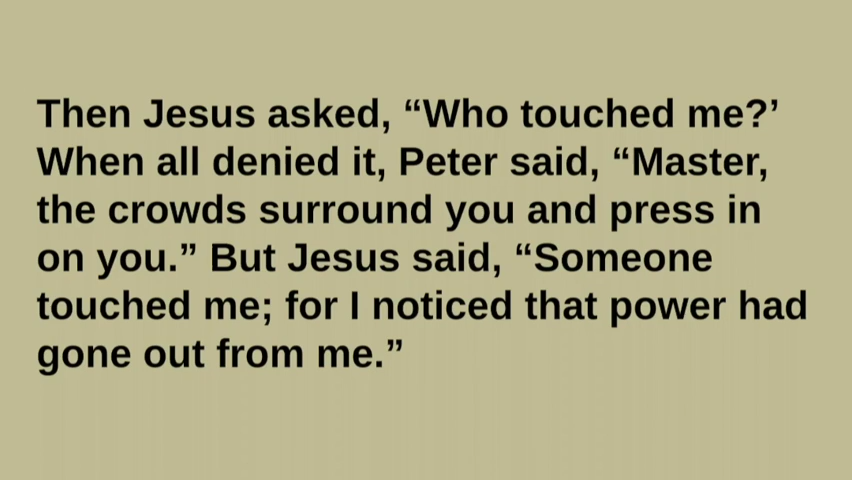 Then Jesus asked, “Who touched me?’
When all denied it, Peter said, “Master,
the crowds surround you and press in
on you.” But Jesus said, “Someone
touched me; for I noticed that power had
gone out from me.”